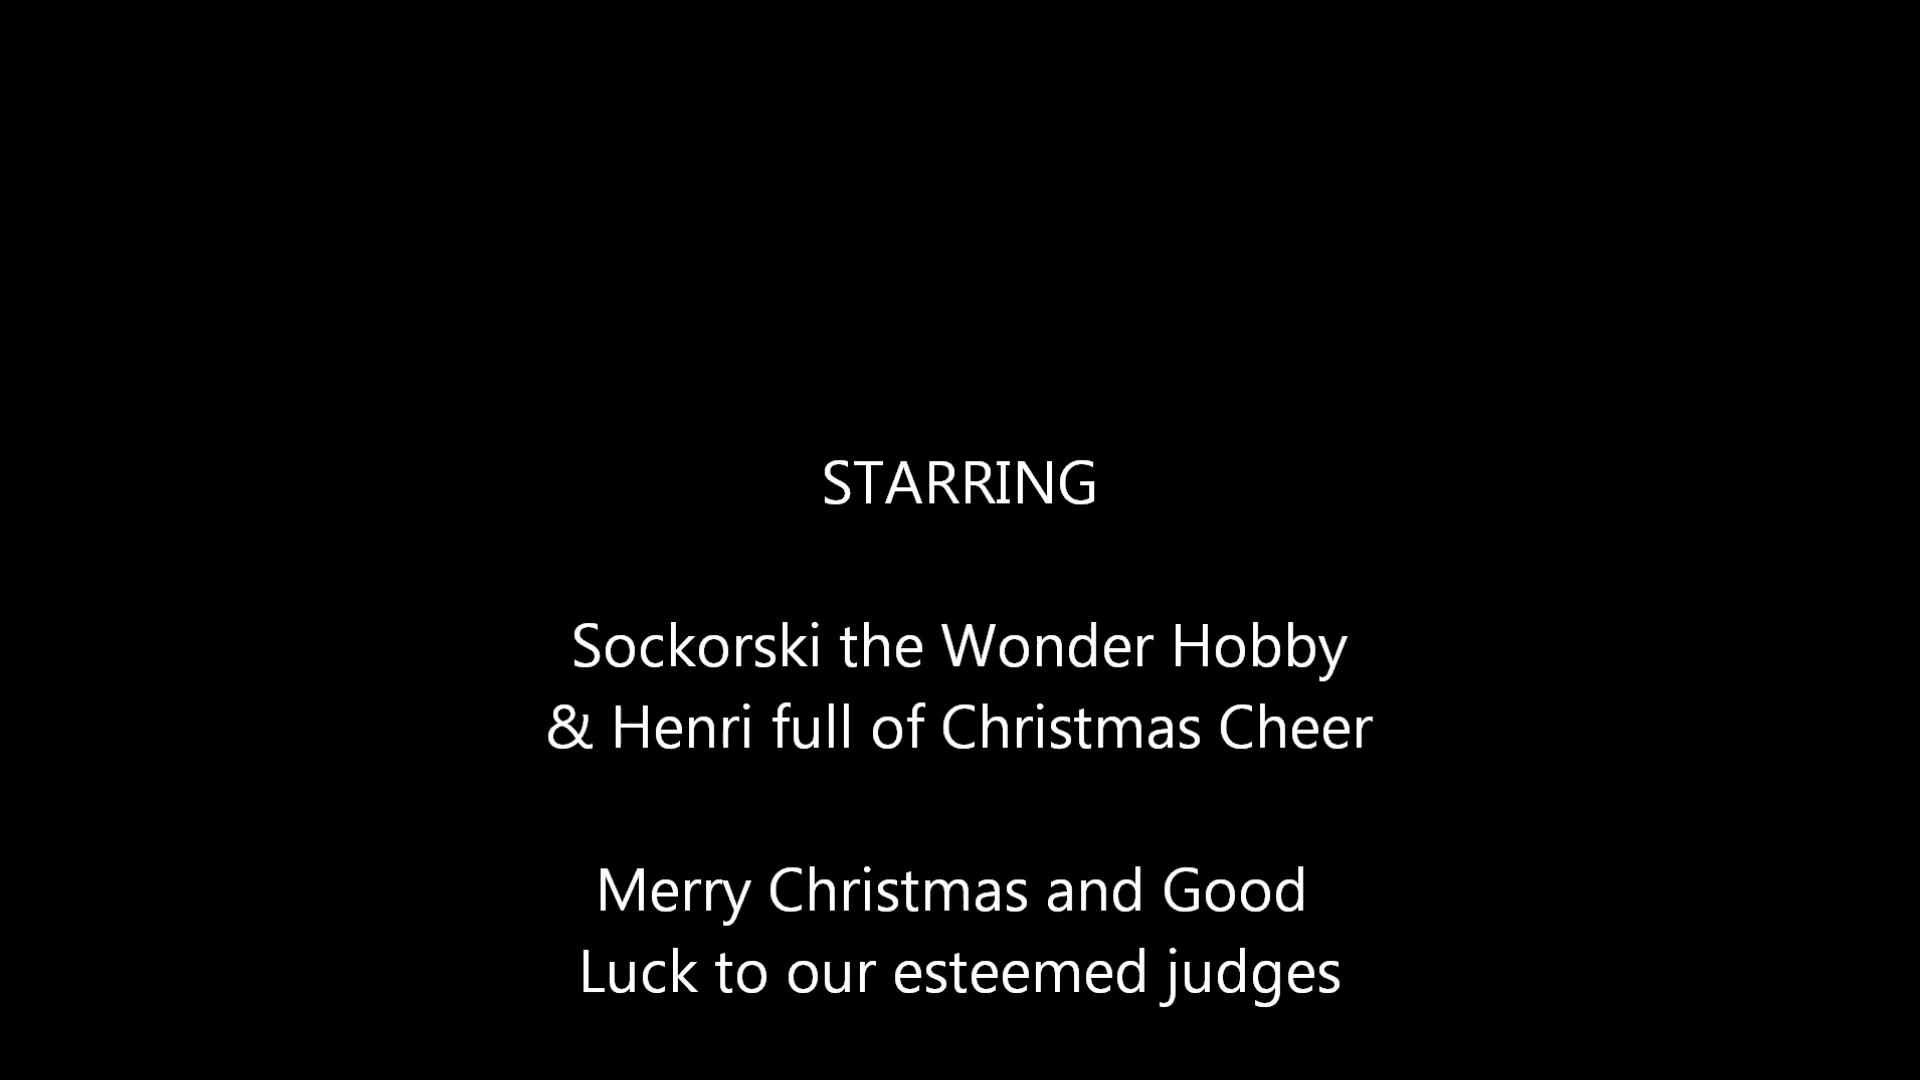 STARRING
Sockorski the Wonder Hobby
& Henri full of Christmas Cheer
Merry Christmas and Good
Luck to our esteemed judges